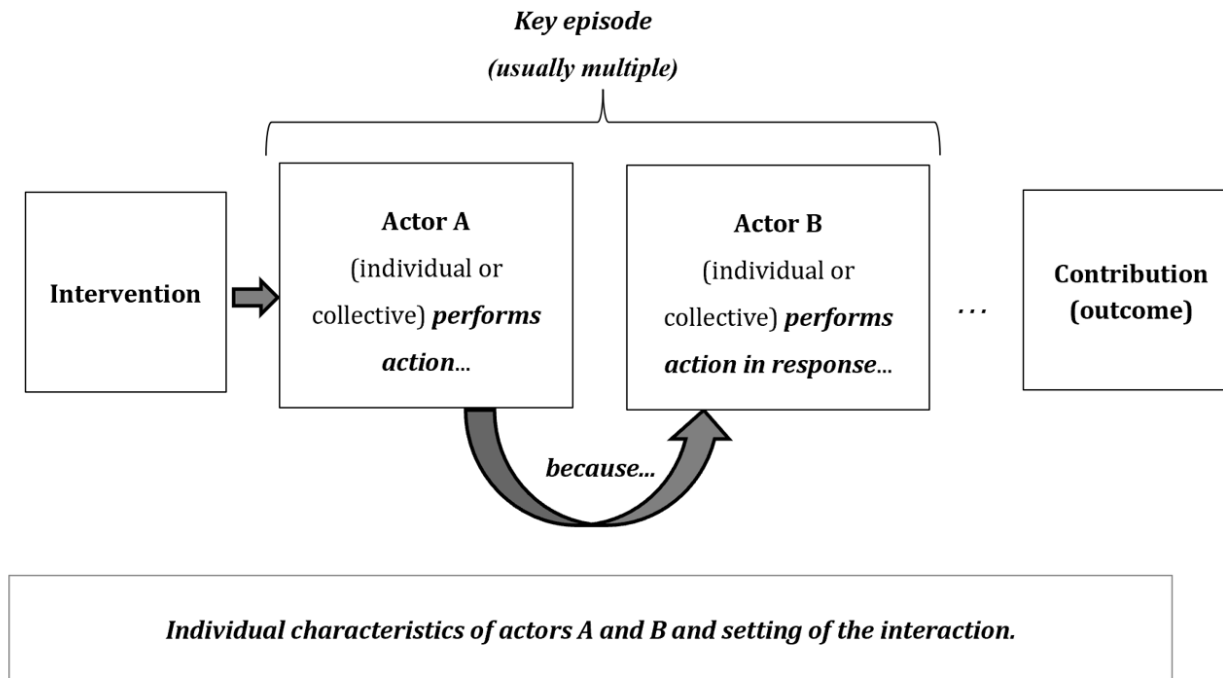 Key episode
(usually multiple)
Intervention
Actor A
(individual or
collective) performs
action...
Actor B
(individual or
collective) performs
action in response...
...
Contribution
(outcome)
because...
Individual characteristics of actors A and B and setting of the interaction.